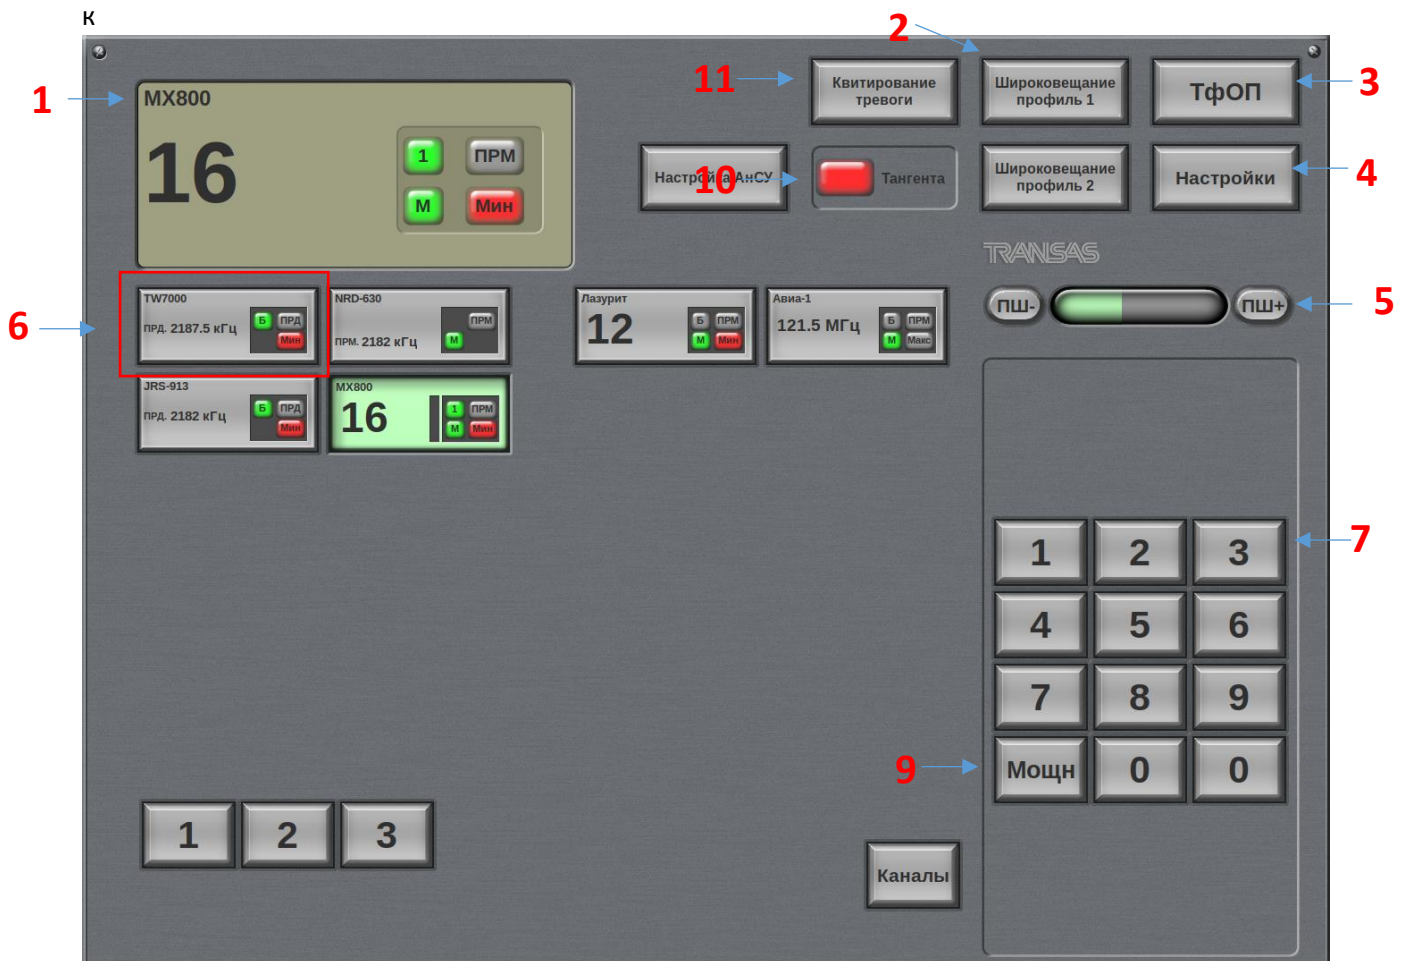 к
2
11
Квитирование
тревоги
Широковещание
профиль 1
ТфОП
3
1
MX800
16
1
ПРМ
М
Мин
Настройка АнСУ
10
Тангента
Широковещание
профиль 2
Настройки
4
TRANSAS
6
TW7000
ПРД. 2187.5 кГц
Б
ПРД
Мин
NRD-630
ПРМ. 2182 кГц
ПРМ
М
Лазурит
12
Б
ПРМ
М
Мин
Авиа-1
121.5 МГц
Б
ПРМ
М
Макс
ПШ-
ПШ+
5
JRS-913
ПРД. 2182 кГц
Б
ПРД
Мин
MX800
16
1
ПРМ
М
Мин
1
2
3
7
4
5
6
7
8
9
9
Мощн
0
0
1
2
3
Каналы